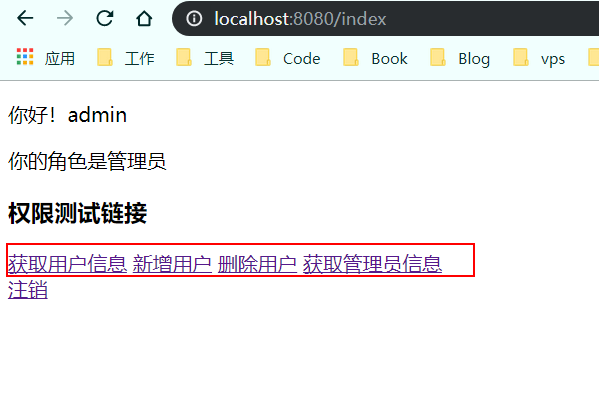 localhost:8080/index
应用 工作 工具 Code Book Blog vps
你好！admin
你的角色是管理员
权限测试链接
获取用户信息 新增用户 删除用户 获取管理员信息
注销